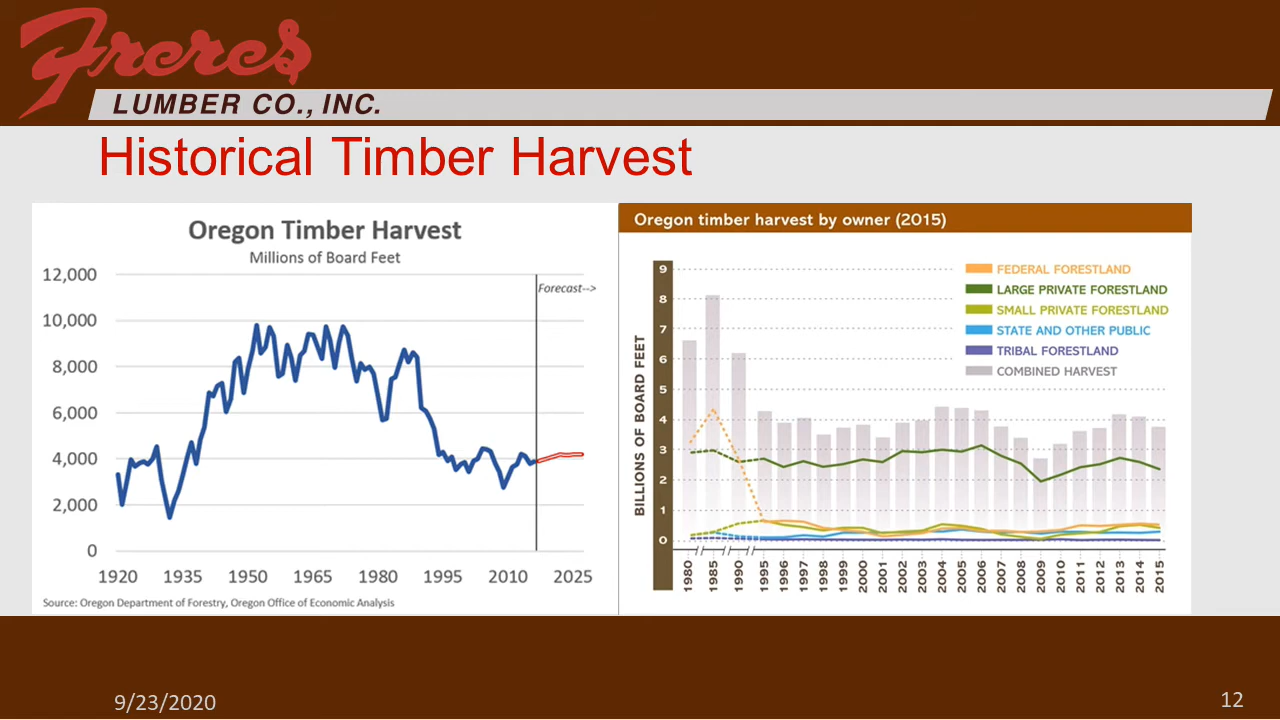 Freres
LUMBER CO., INC.
Historical Timber Harvest
Oregon Timber Harvest
Millions of Board Feet
12,000
10,000
8,000
6,000
4,000
2,000
0
Forecast-->
1920 1935 1950 1965 1980 1995 2010 2025
Source: Oregon Department of Forestry, Oregon Office of Economic Analysis
Oregon timber harvest by owner (2015)
BILLIONS OF BOARD FEET
9
8
7
6
5
4
3
2
1
0
FEDERAL FORESTLAND
LARGE PRIVATE FORESTLAND
SMALL PRIVATE FORESTLAND
STATE AND OTHER PUBLIC
TRIBAL FORESTLAND
COMBINED HARVEST
1980 1985 1990 1995 1996 1997 1998 1999 2000 2001 2002 2003 2004 2005 2006 2007 2008 2009 2010 2011 2012 2013 2014 2015
9/23/2020
12